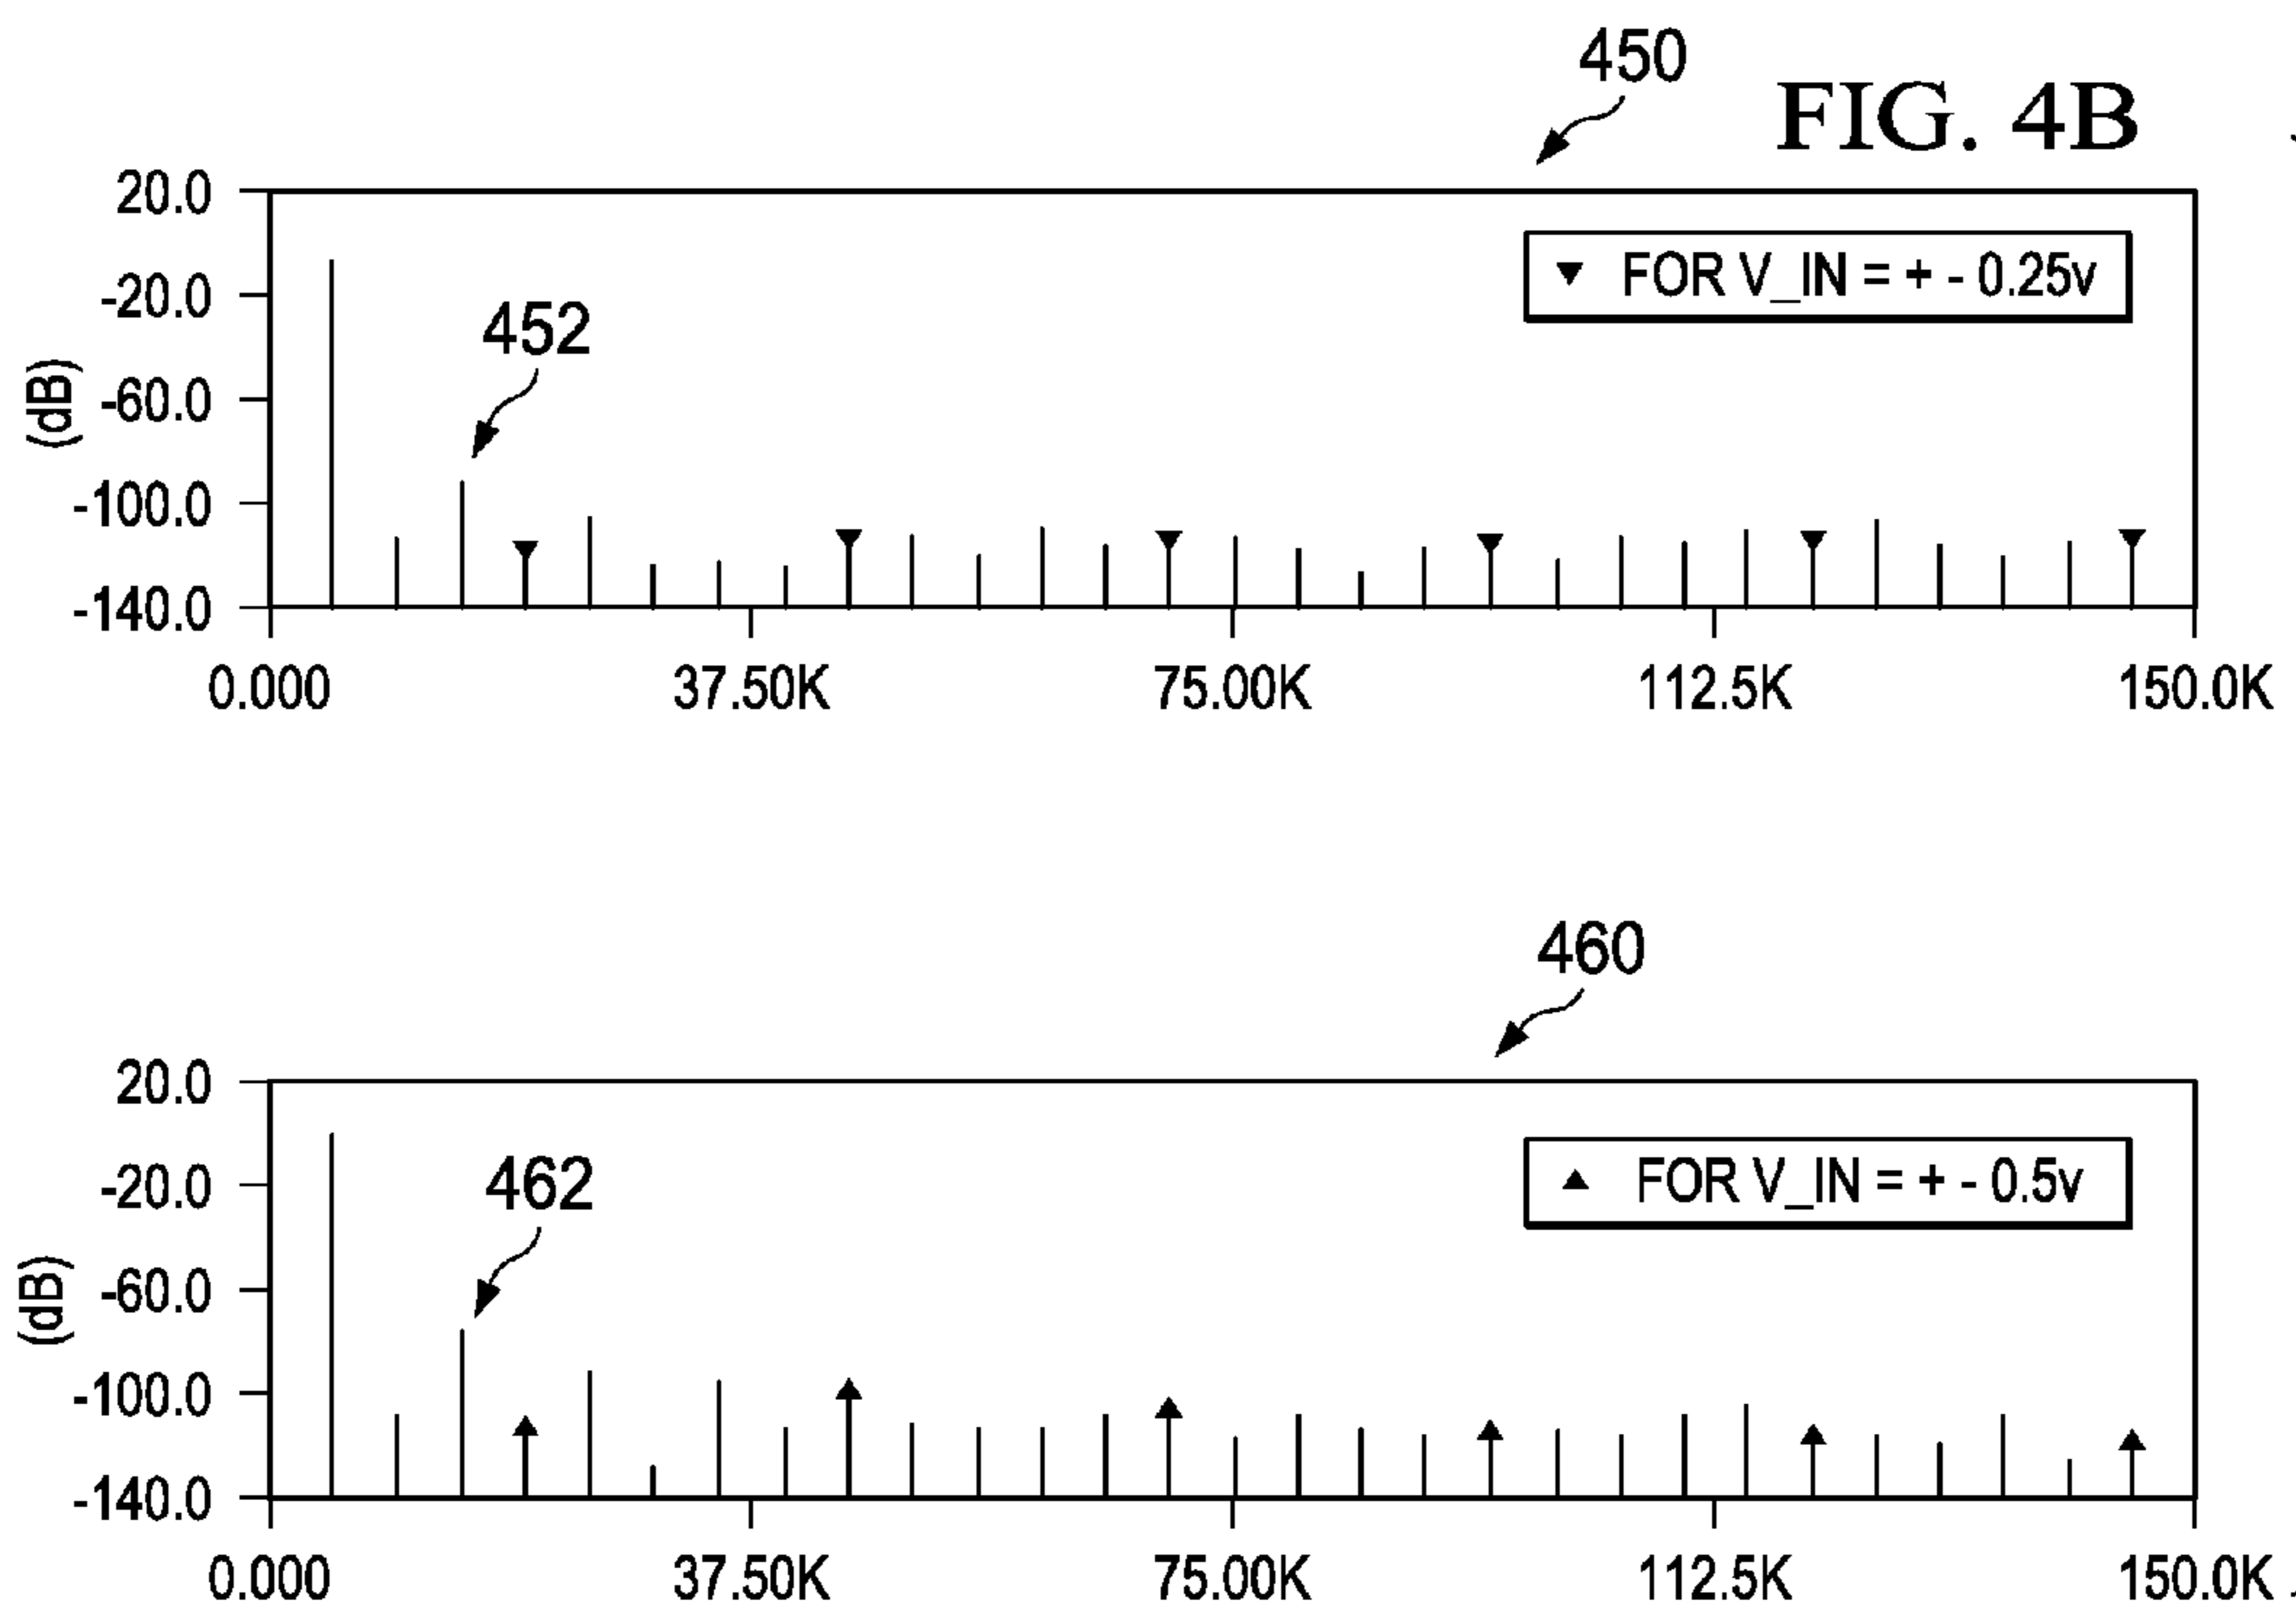 450
FIG. 4B
20.0
-20.0
-60.0
-100.0
-140.0
(dB)
452
FOR V_IN = + - 0.25v
0.000 37.50K 75.00K 112.5K 150.0K
460
20.0
-20.0
-60.0
-100.0
-140.0
(dB)
462
FOR V_IN = + - 0.5v
0.000 37.50K 75.00K 112.5K 150.0K